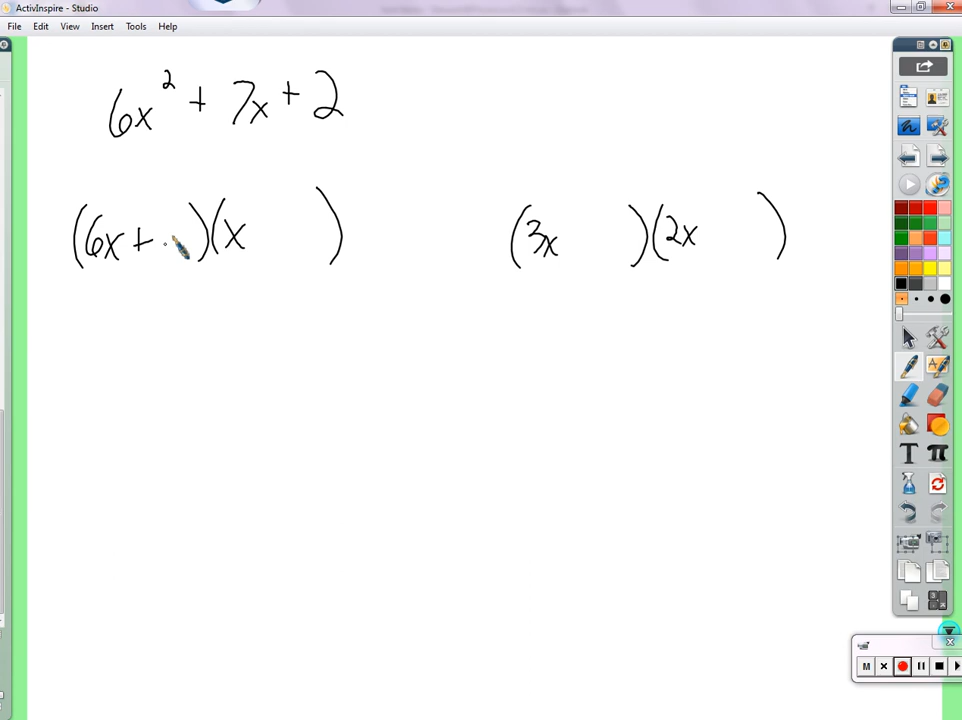 ActivInspire - Studio
File Edit View Insert Tools Help
6x² + 7x + 2
(6x + )(x ) (3x )(2x )
T π
M